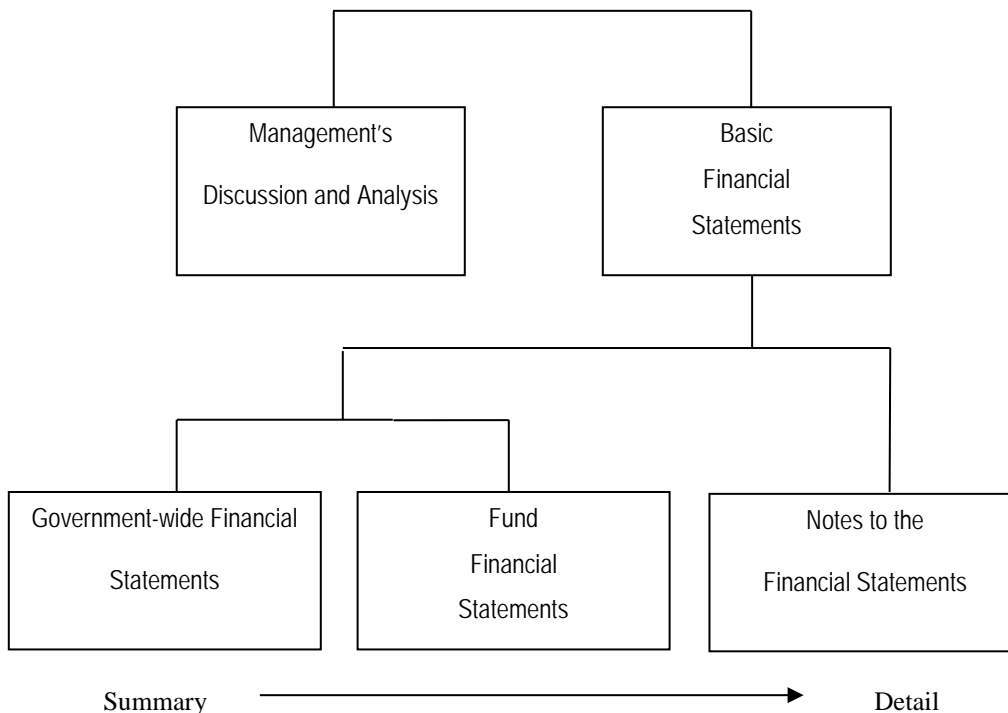 Management's
Discussion and Analysis
Basic
Financial
Statements
Government-wide Financial
Statements
Fund
Financial
Statements
Notes to the
Financial Statements
Summary
Detail